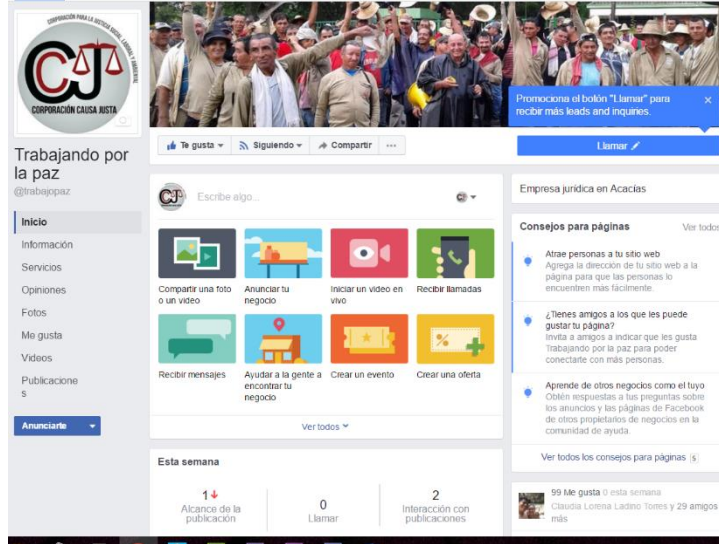 CORPORACIÓN PARA LA JUSTICIA SOCIAL, LABORAL Y AMBIENTAL
CJ
CORPORACIÓN CAUSA JUSTA
Trabajando por
la paz
@trabajopaz
Inicio
Información
Servicios
Opiniones
Fotos
Me gusta
Videos
Publicacione
s
Anunciarte
Promociona el botón "Llamar" para
recibir más leads and inquiries.
Te gusta
Siguiendo
Compartir
Llamar
CJ
Escribe algo...
Compartir una foto
o un video
Anunciar tu
negocio
Iniciar un video en
vivo
Recibir llamadas
Recibir mensajes
Ayudar a la gente a
encontrar tu
negocio
Crear un evento
Crear una oferta
Ver todos
Esta semana
1
Alcance de la
publicación
0
Llamar
2
Interacción con
publicaciones
Empresa jurídica en Acacías
Consejos para páginas
Ver todos
Atrae personas a tu sitio web
Agrega la dirección de tu sitio web a la
página para que las personas lo
encuentren más fácilmente.
¿Tienes amigos a los que les puede
gustar tu página?
Invita a amigos a indicar que les gusta
Trabajando por la paz para poder
conectarte con más personas.
Aprende de otros negocios como el tuyo
Obtén respuestas a tus preguntas sobre
los anuncios y las páginas de Facebook
de otros propietarios de negocios en la
comunidad de ayuda.
Ver todos los consejos para páginas 5
99 Me gusta 0 esta semana
Claudia Lorena Ladino Torres y 29 amigos
más